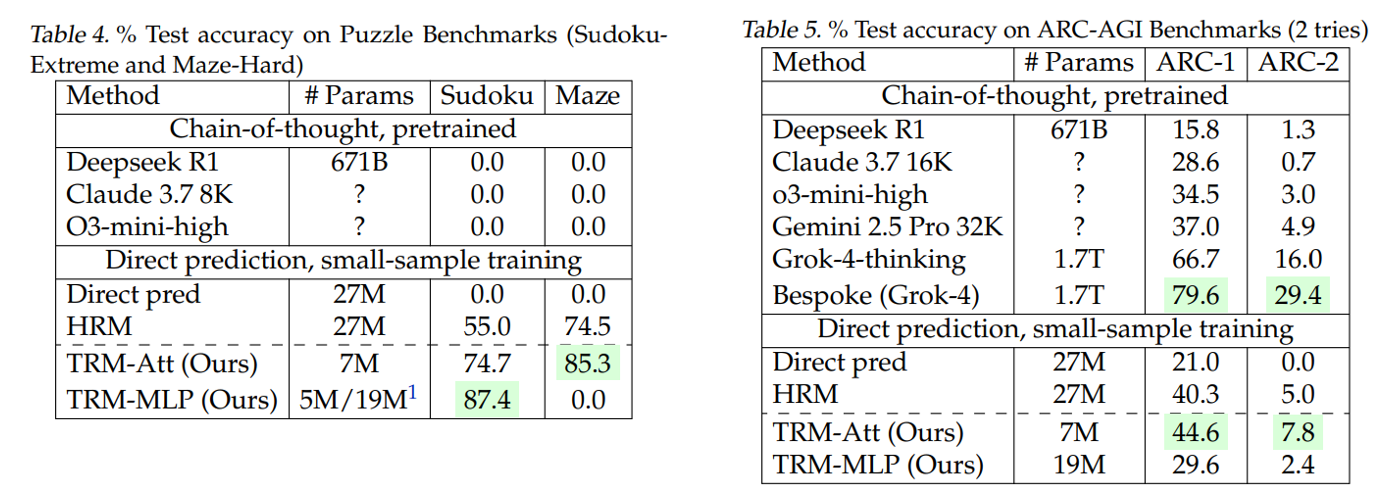 Table 4. % Test accuracy on Puzzle Benchmarks (Sudoku-
Extreme and Maze-Hard)
Method # Params Sudoku Maze
Chain-of-thought, pretrained
Deepseek R1 671B 0.0 0.0
Claude 3.7 8K ? 0.0 0.0
O3-mini-high ? 0.0 0.0
Direct prediction, small-sample training
Direct pred 27M 0.0 0.0
HRM 27M 55.0 74.5
TRM-Att (Ours) 7M 74.7 85.3
TRM-MLP (Ours) 5M/19M1 87.4 0.0
Table 5. % Test accuracy on ARC-AGI Benchmarks (2 tries)
Method # Params ARC-1 ARC-2
Chain-of-thought, pretrained
Deepseek R1 671B 15.8 1.3
Claude 3.7 16K ? 28.6 0.7
o3-mini-high ? 34.5 3.0
Gemini 2.5 Pro 32K ? 37.0 4.9
Grok-4-thinking 1.7T 66.7 16.0
Bespoke (Grok-4) 1.7T 79.6 29.4
Direct prediction, small-sample training
Direct pred 27M 21.0 0.0
HRM 27M 40.3 5.0
TRM-Att (Ours) 7M 44.6 7.8
TRM-MLP (Ours) 19M 29.6 2.4